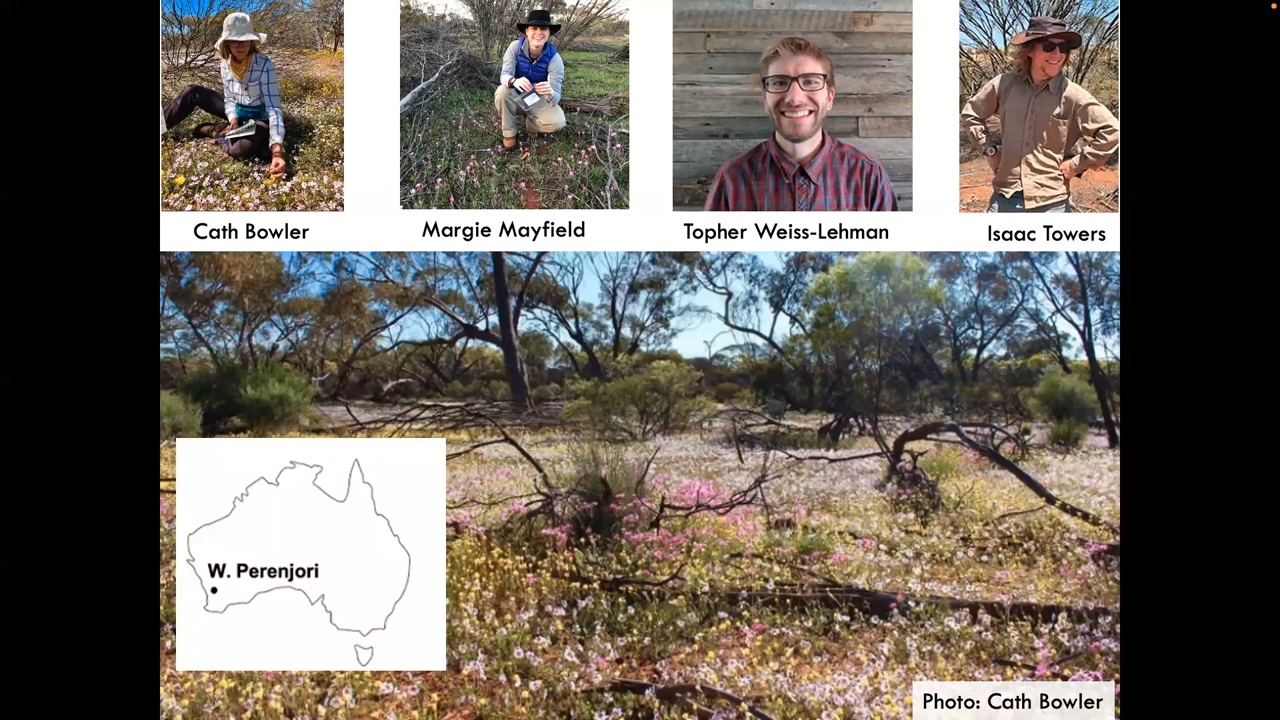 Cath Bowler
Margie Mayfield
Topher Weiss-Lehman
Isaac Towers
W. Perenjori
Photo: Cath Bowler